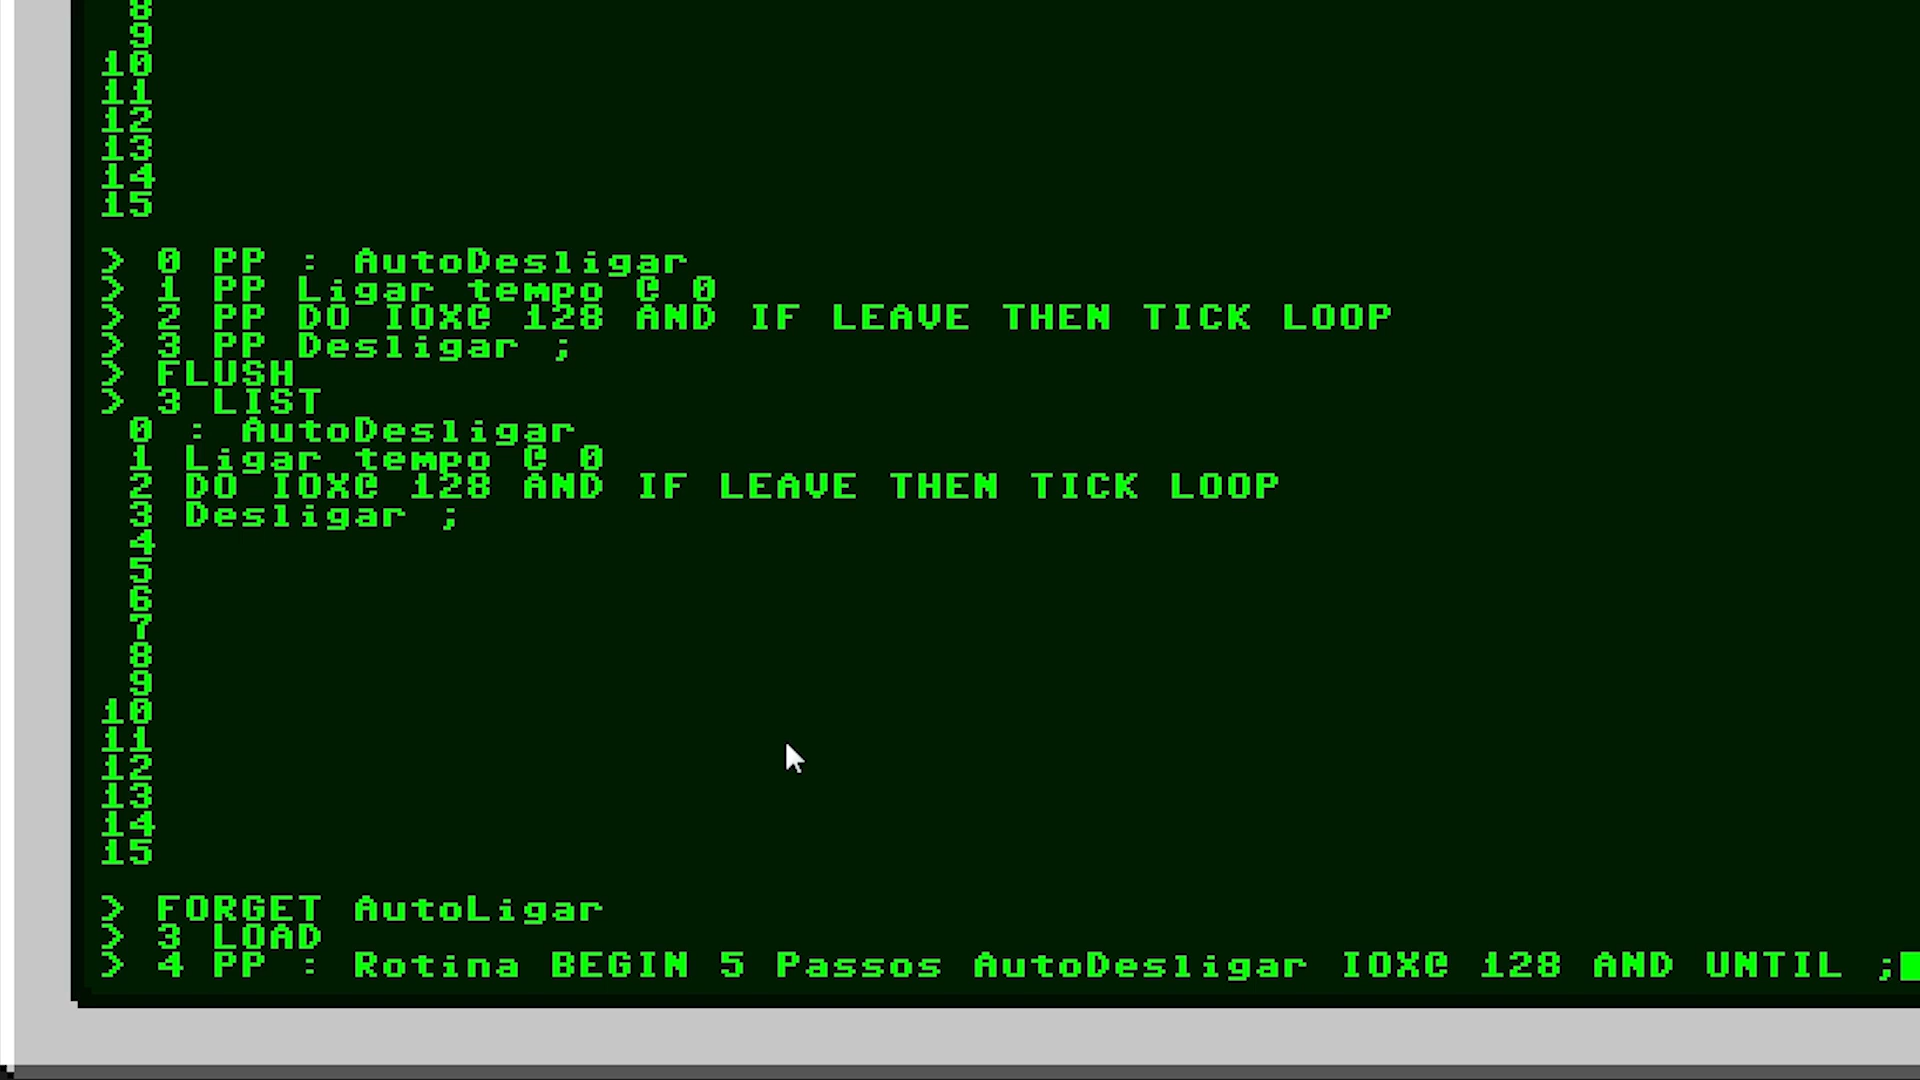 8
9
10
11
12
13
14
15
> 0 PP : AutoDesligar
> 1 PP Ligar tempo @ 0
> 2 PP DO IOX@ 128 AND IF LEAVE THEN TICK LOOP
> 3 PP Desligar ;
> FLUSH
> 3 LIST
0 : AutoDesligar
1 Ligar tempo @ 0
2 DO IOX@ 128 AND IF LEAVE THEN TICK LOOP
3 Desligar ;
4
5
6
7
8
9
10
11
12
13
14
15
> FORGET AutoLigar
> 3 LOAD
> 4 PP : Rotina BEGIN 5 Passos AutoDesligar IOX@ 128 AND UNTIL ;